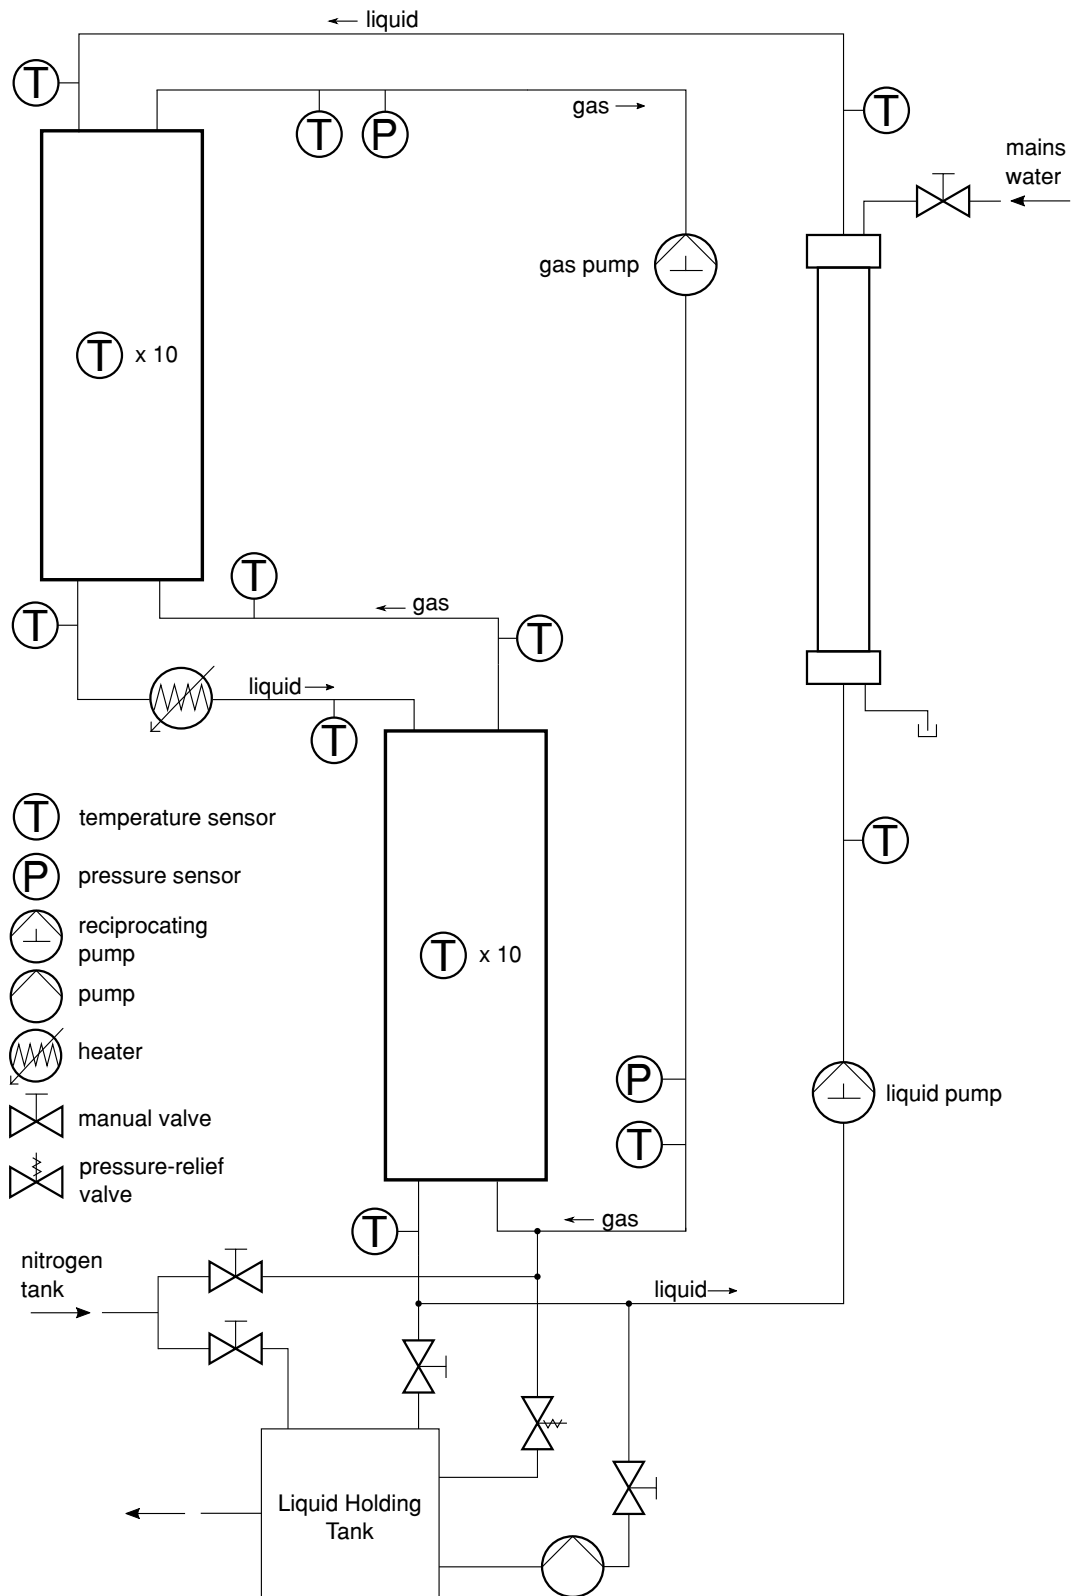 liquid
T
T
P
T
gas
mains
water
gas pump
T x 10
T
T
gas
T
liquid
T
T temperature sensor
P pressure sensor
reciprocating
pump
pump
heater
manual valve
pressure-relief
valve
T x 10
T
P
T
liquid pump
T
gas
nitrogen
tank
liquid
Liquid Holding
Tank